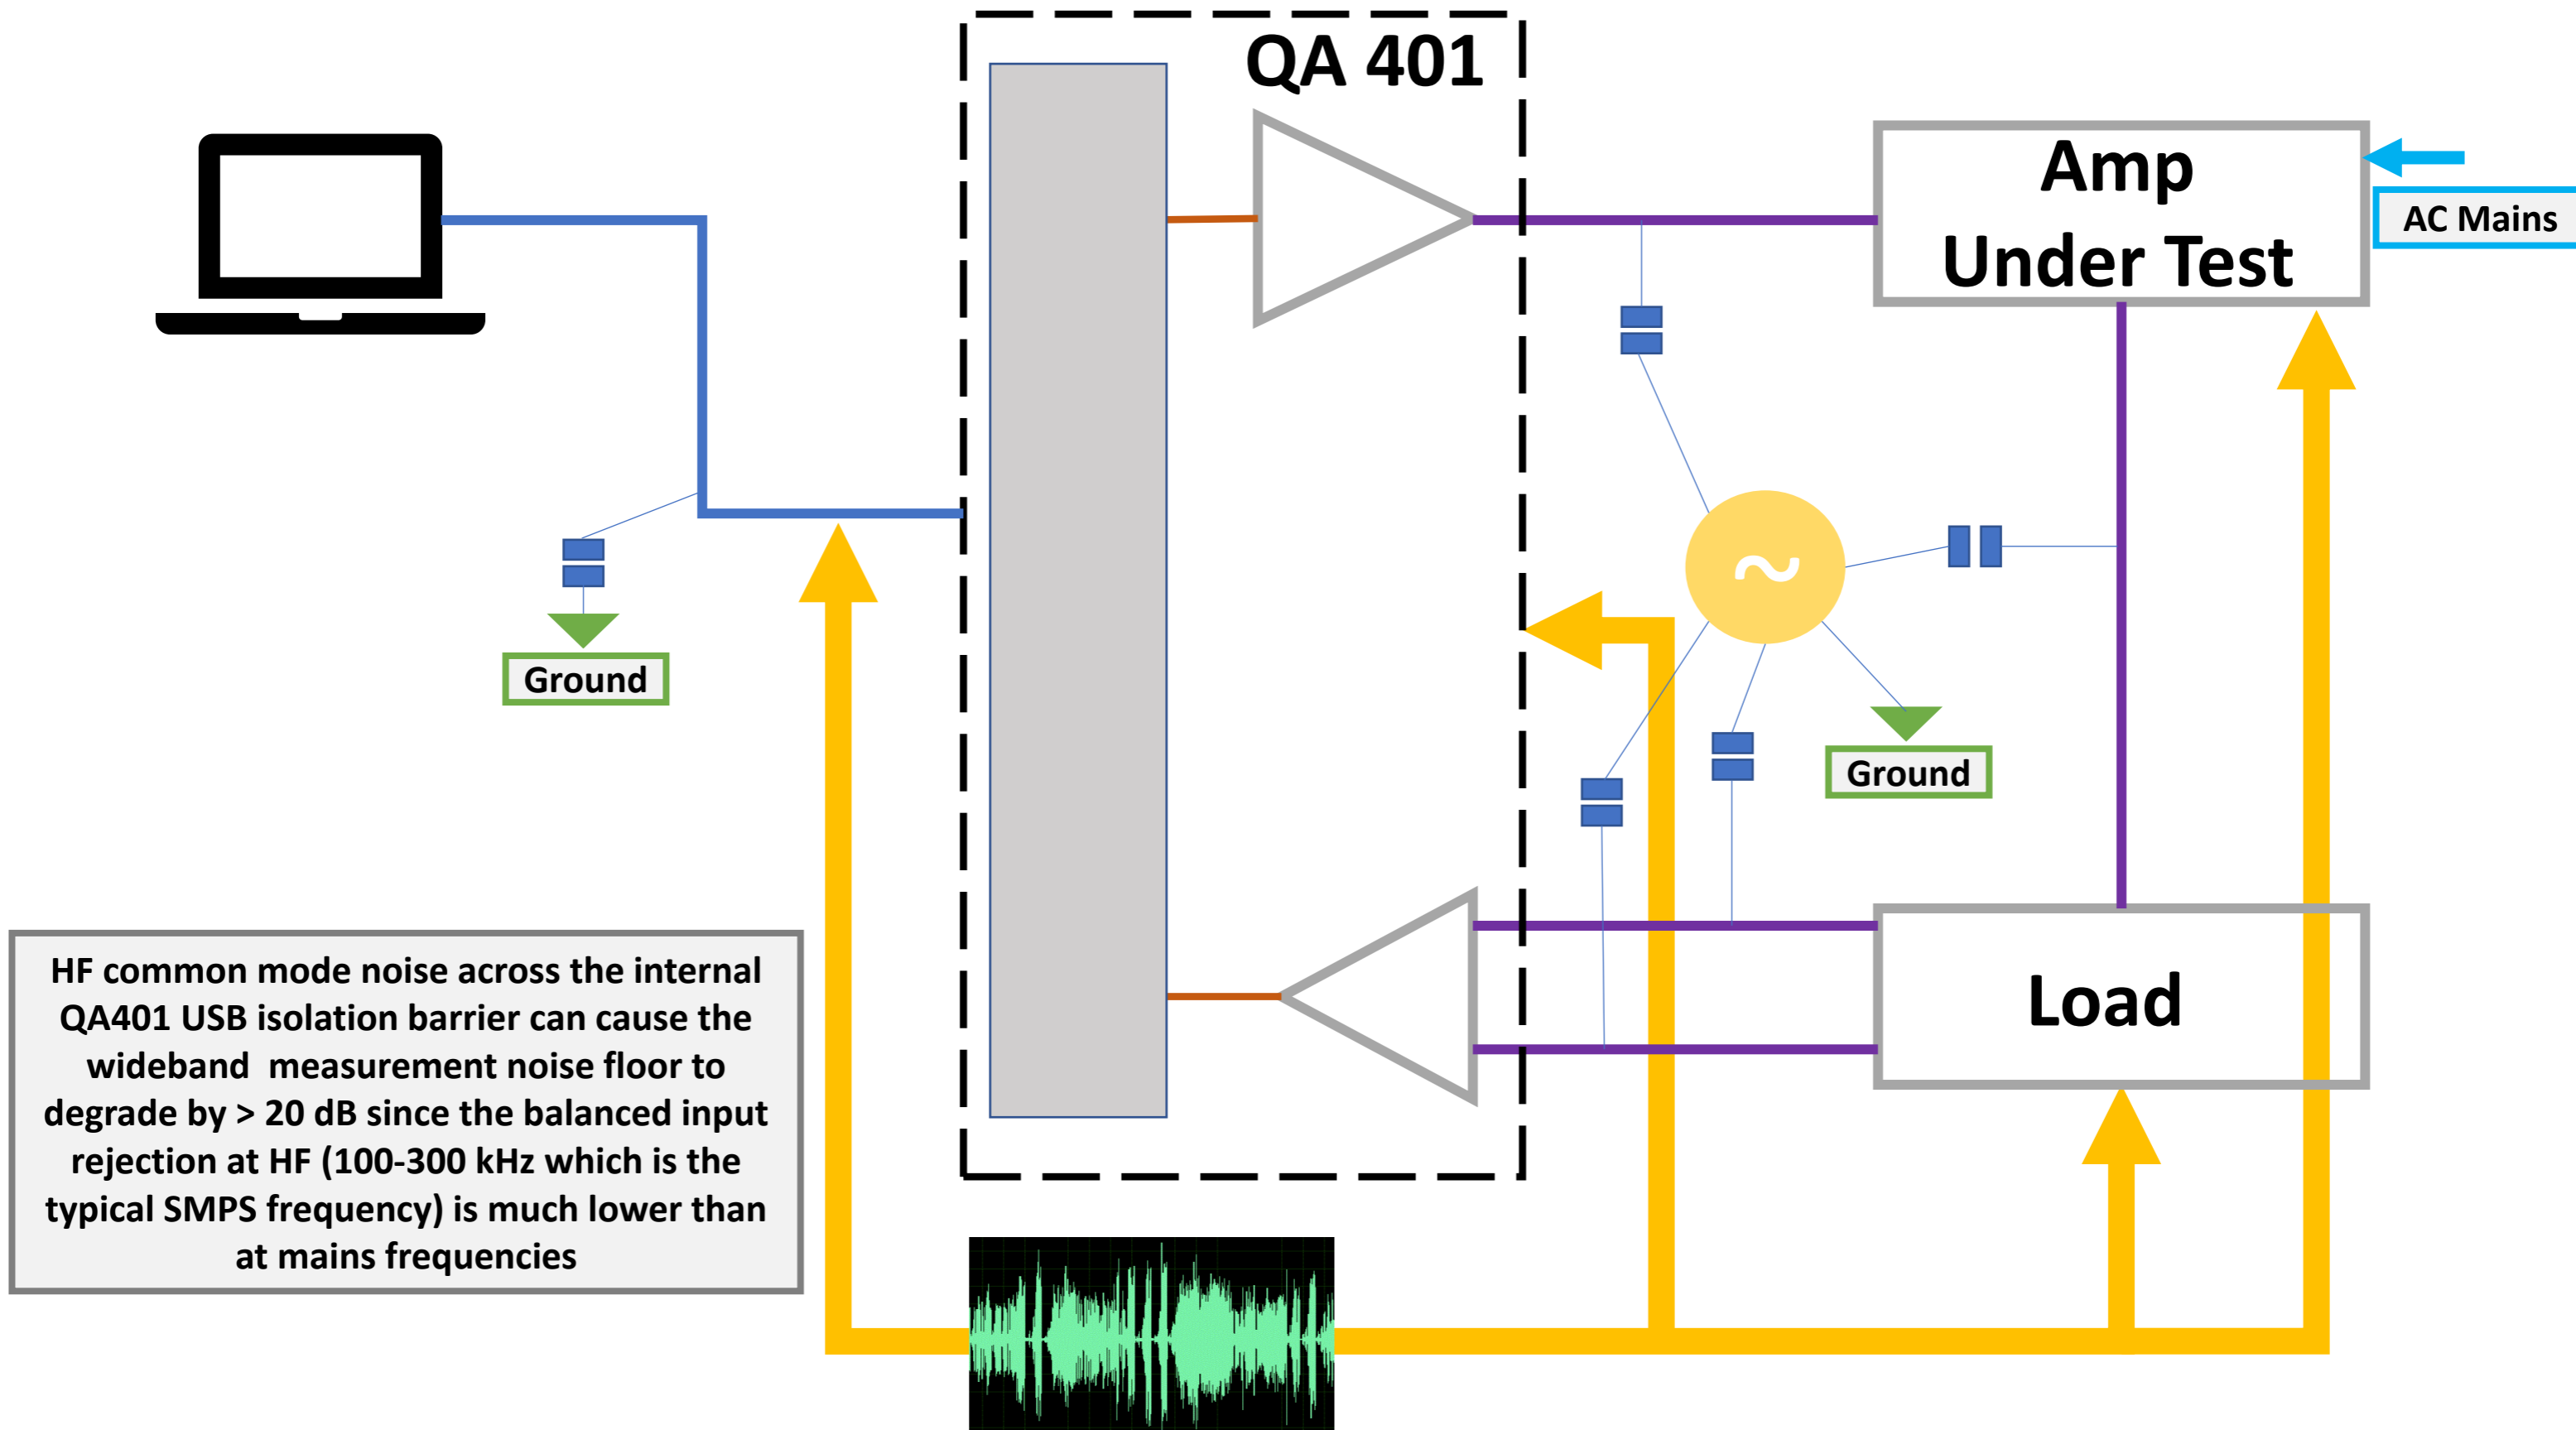 QA 401
Amp
Under Test
AC Mains
Ground
Ground
HF common mode noise across the internal
QA401 USB isolation barrier can cause the
wideband  measurement noise floor to
degrade by > 20 dB since the balanced input
rejection at HF (100-300 kHz which is the
typical SMPS frequency) is much lower than
at mains frequencies
Load